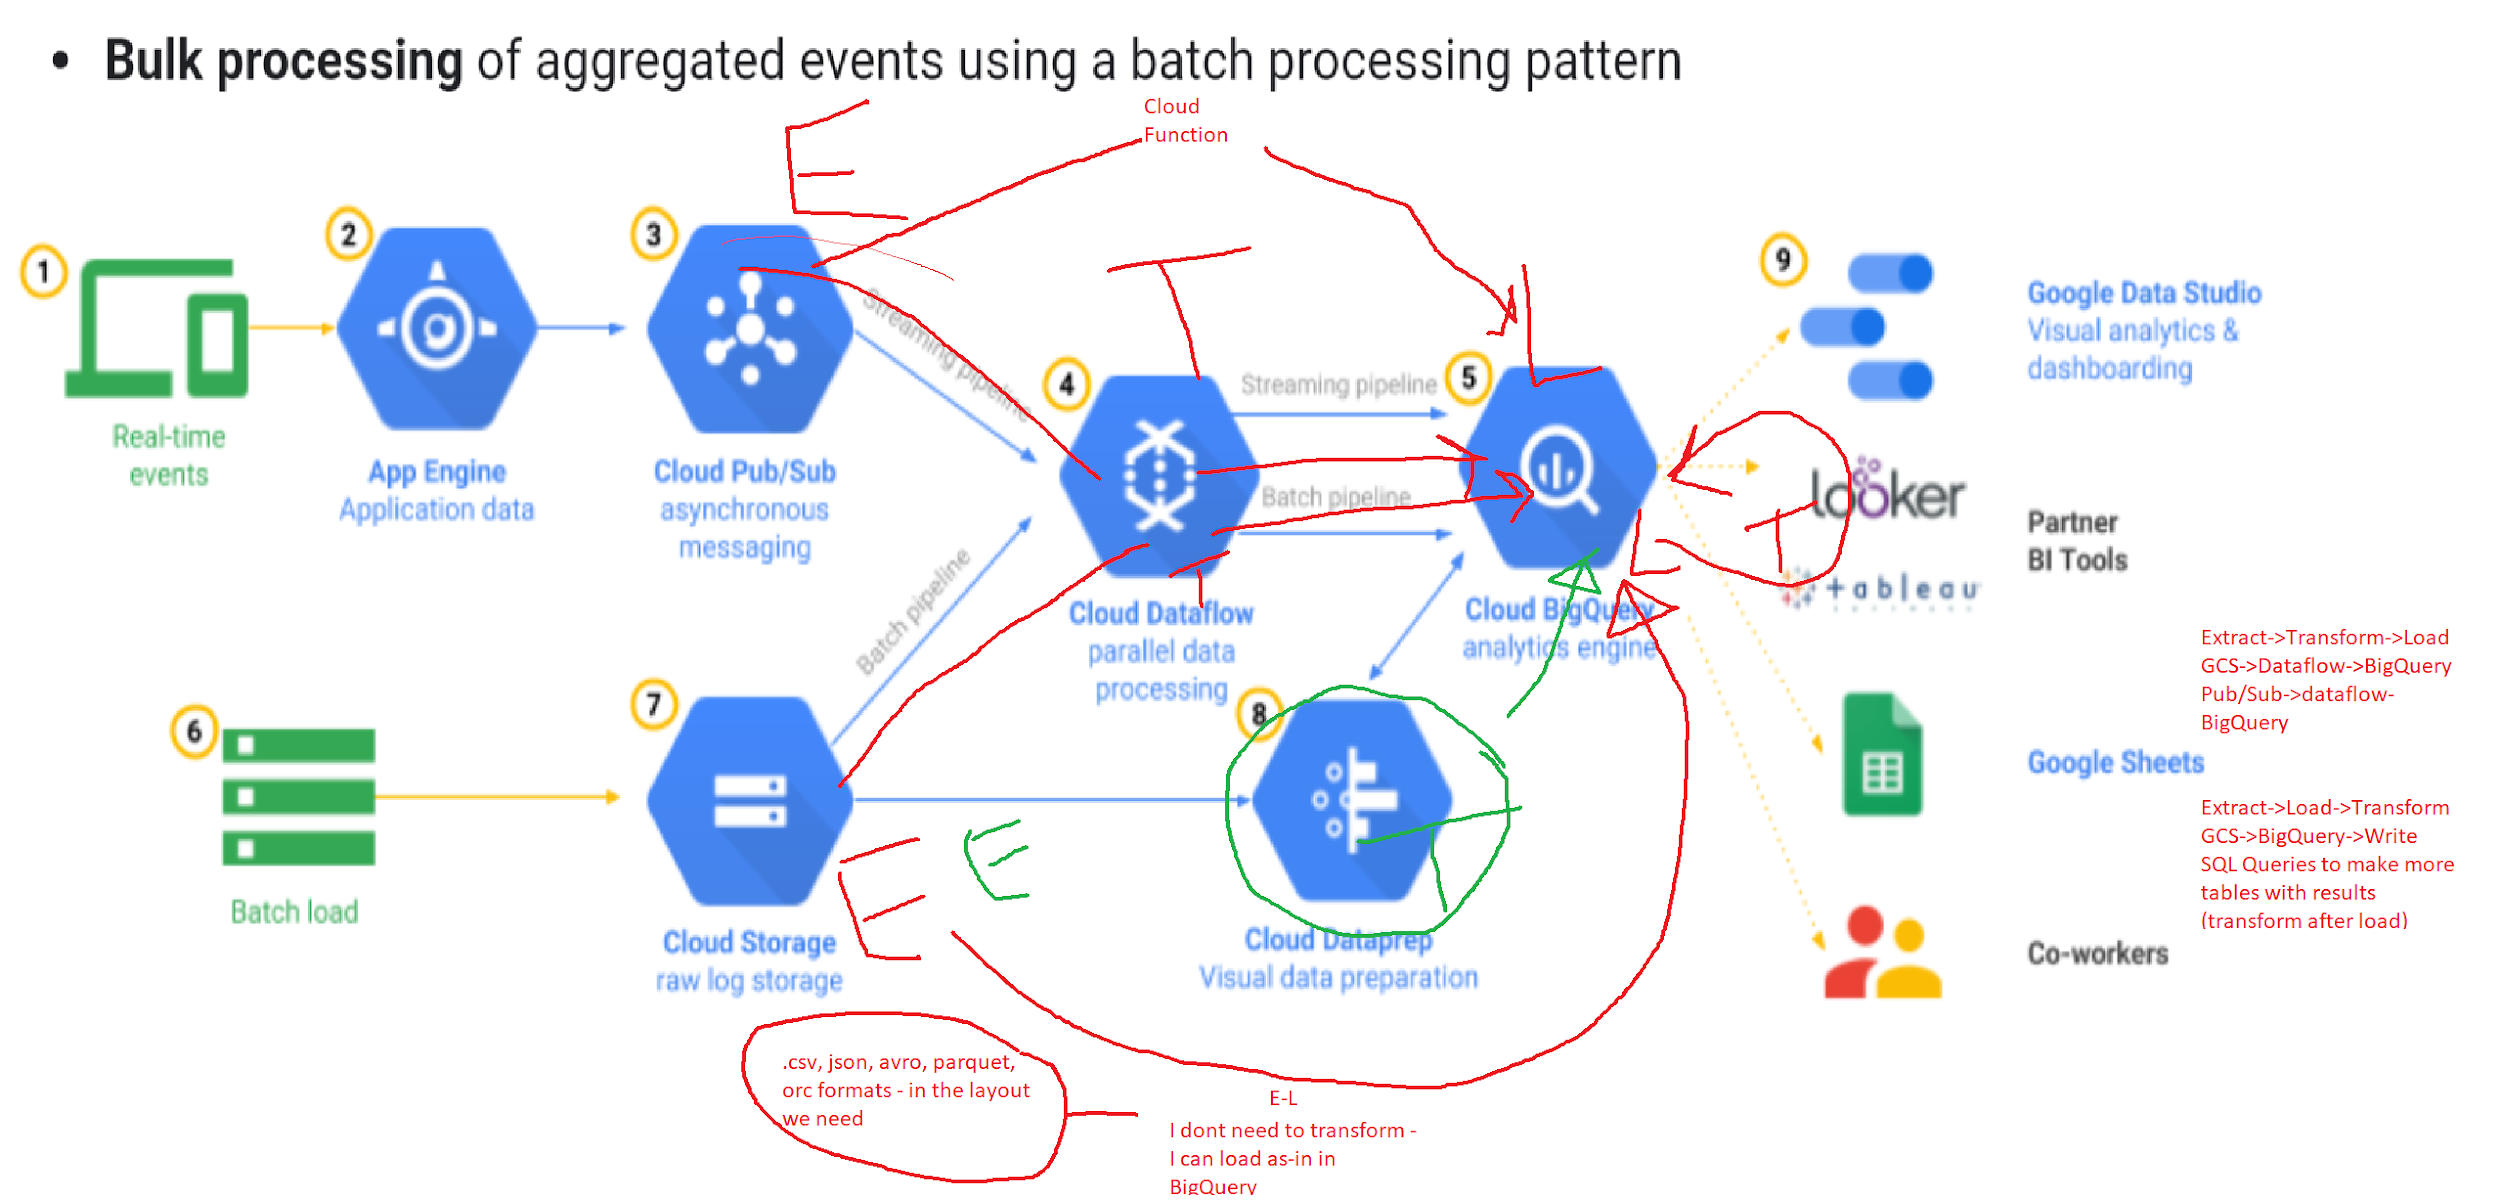 • Bulk processing of aggregated events using a batch processing pattern
Cloud
Function
E
T
L
1
Real-time
events
2
App Engine
Application data
3
Cloud Pub/Sub
asynchronous
messaging
Streaming pipeline
Batch pipeline
4
Cloud Dataflow
parallel data
processing
T
Streaming pipeline
Batch pipeline
5
Cloud BigQuery
analytics engine
L
T
9
Google Data Studio
Visual analytics &
dashboarding
looker
+ableau
Partner
BI Tools
Extract->Transform->Load
GCS->Dataflow->BigQuery
Pub/Sub->dataflow-
BigQuery
Google Sheets
Extract->Load->Transform
GCS->BigQuery->Write
SQL Queries to make more
tables with results
(transform after load)
Co-workers
6
Batch load
7
Cloud Storage
raw log storage
E
E
8
T
Cloud Dataprep
Visual data preparation
.csv, json, avro, parquet,
orc formats - in the layout
we need
E-L
I dont need to transform -
I can load as-in in
BigQuery